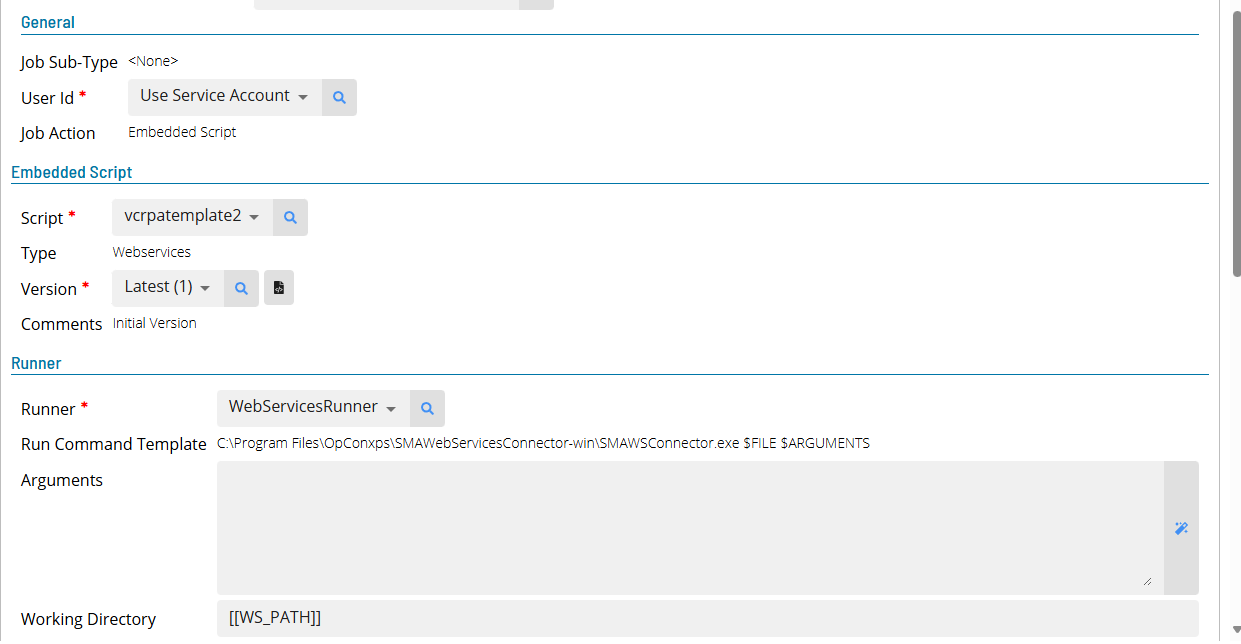 General
Job Sub-Type <None>
User Id * Use Service Account
Job Action Embedded Script
Embedded Script
Script * vcrpatemplate2
Type Webservices
Version * Latest (1)
Comments Initial Version
Runner
Runner * WebServicesRunner
Run Command Template C:\Program Files\OpConxps\SMAWebServicesConnector-win\SMAWSConnector.exe $FILE $ARGUMENTS
Arguments
Working Directory [[WS_PATH]]